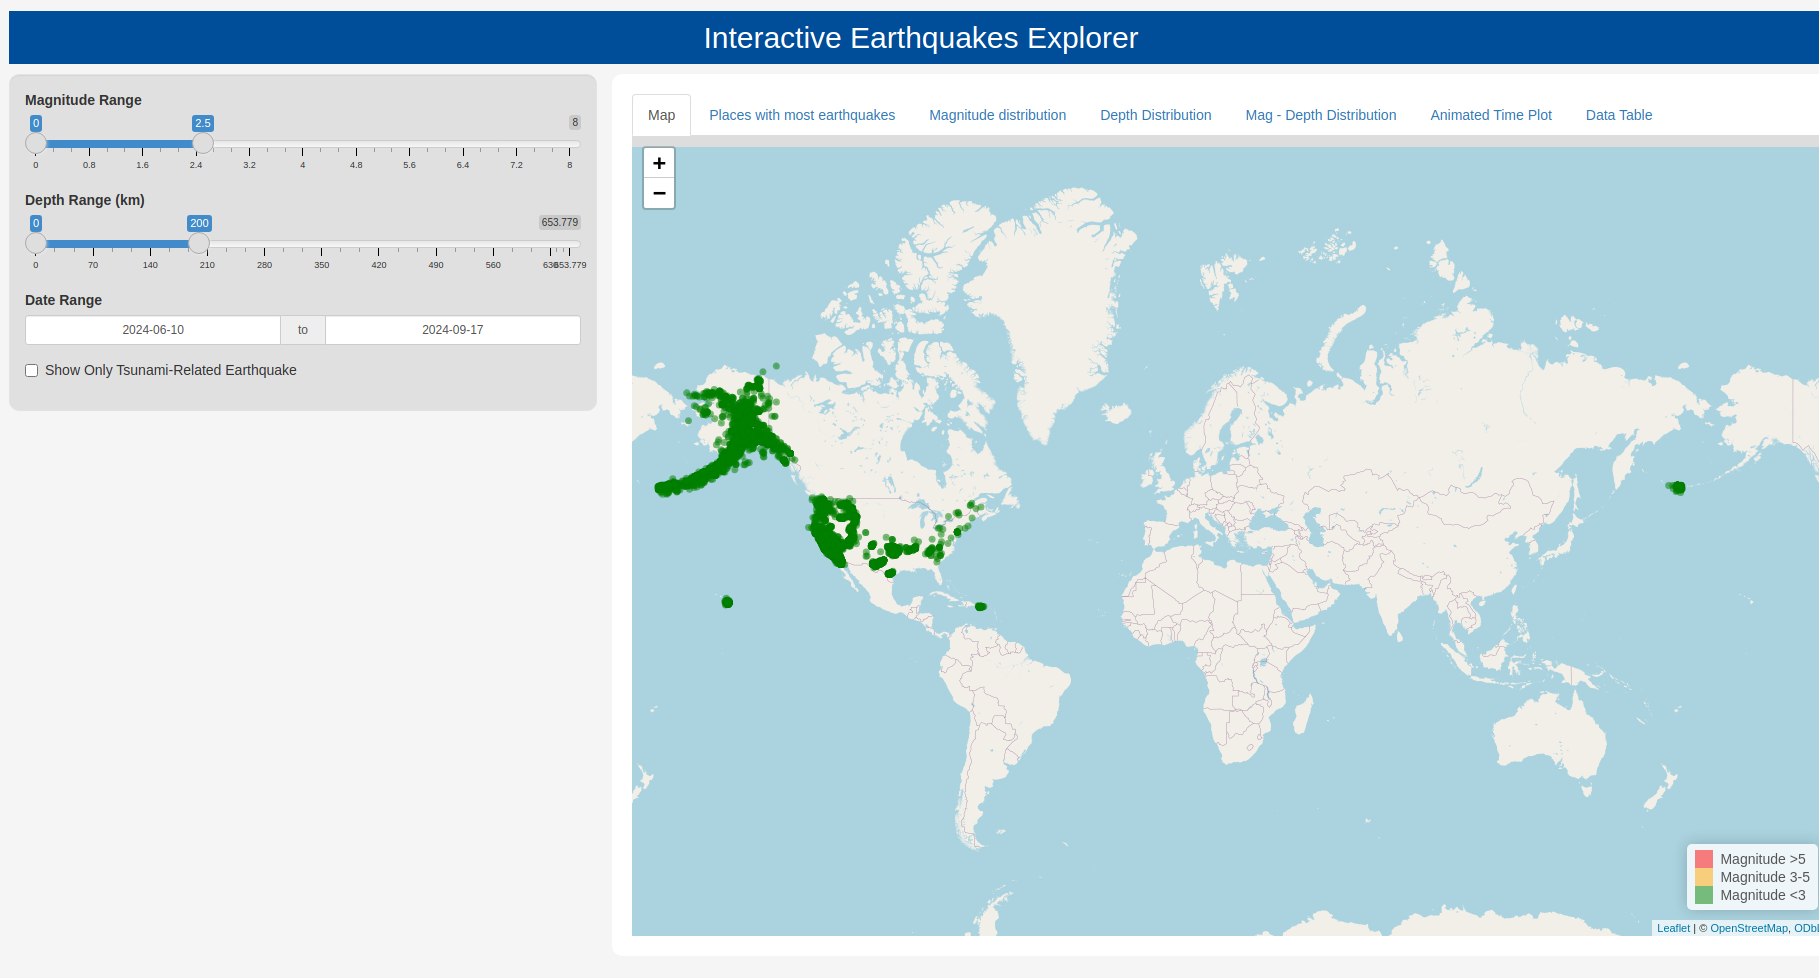 Interactive Earthquakes Explorer
Magnitude Range
0 2.5 8
0 0.8 1.6 2.4 3.2 4 4.8 5.6 6.4 7.2 8
Depth Range (km)
0 200 653.779
0 70 140 210 280 350 420 490 560 630 653.779
Date Range
2024-06-10 to 2024-09-17
Show Only Tsunami-Related Earthquake
Map Places with most earthquakes Magnitude distribution Depth Distribution Mag - Depth Distribution Animated Time Plot Data Table
+
−
Magnitude >5
Magnitude 3-5
Magnitude <3
Leaflet | © OpenStreetMap, ODbL